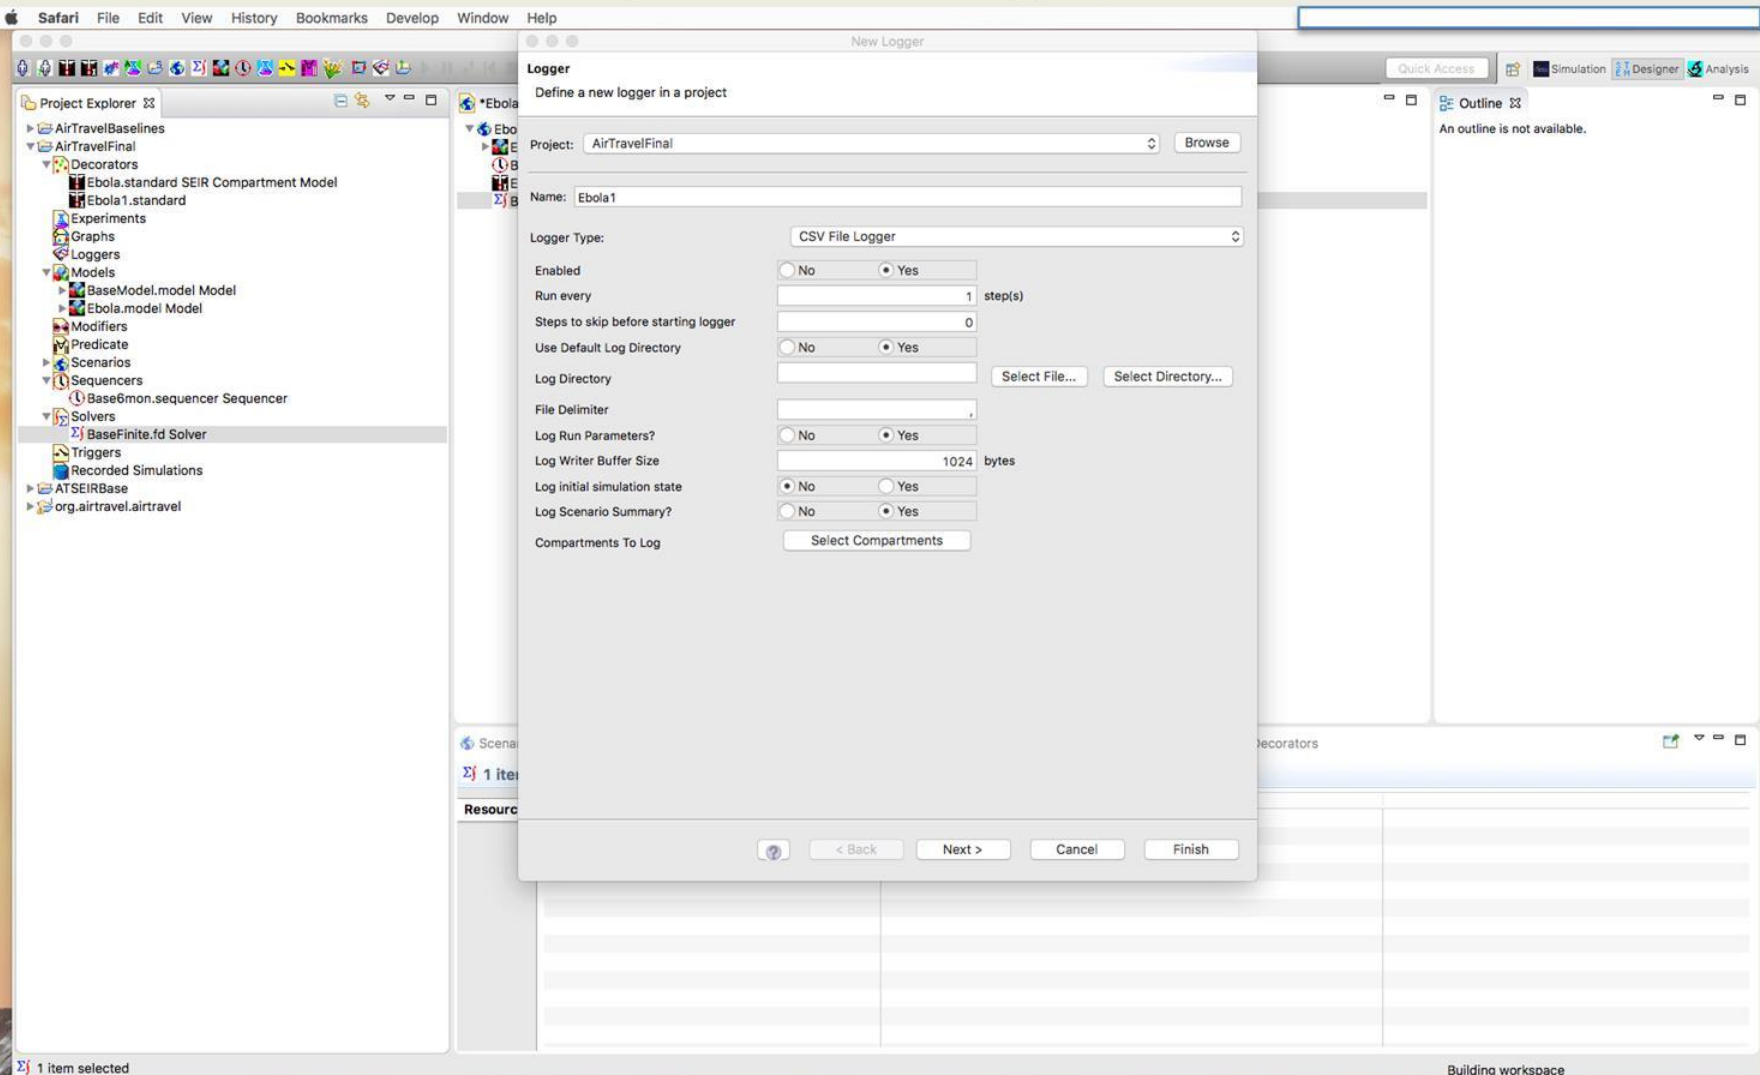 Safari File Edit View History Bookmarks Develop Window Help
New Logger
Quick Access Simulation Designer Analysis
Logger
Define a new logger in a project
Project Explorer
AirTravelBaselines
AirTravelFinal
Decorators
Ebola.standard SEIR Compartment Model
Ebola1.standard
Experiments
Graphs
Loggers
Models
BaseModel.model Model
Ebola.model Model
Modifiers
Predicate
Scenarios
Sequencers
Base6mon.sequencer Sequencer
Solvers
BaseFinite.fd Solver
Triggers
Recorded Simulations
ATSEIRBase
org.airtravel.airtravel
*Ebola
Ebo
E
B
E
B
Project: AirTravelFinal Browse
Name: Ebola1
Logger Type: CSV File Logger
Enabled No Yes
Run every 1 step(s)
Steps to skip before starting logger 0
Use Default Log Directory No Yes
Log Directory Select File... Select Directory...
File Delimiter ,
Log Run Parameters? No Yes
Log Writer Buffer Size 1024 bytes
Log initial simulation state No Yes
Log Scenario Summary? No Yes
Compartments To Log Select Compartments
< Back Next > Cancel Finish
Outline
An outline is not available.
Scena
Decorators
1 iter
Resourc
1 item selected
Building workspace